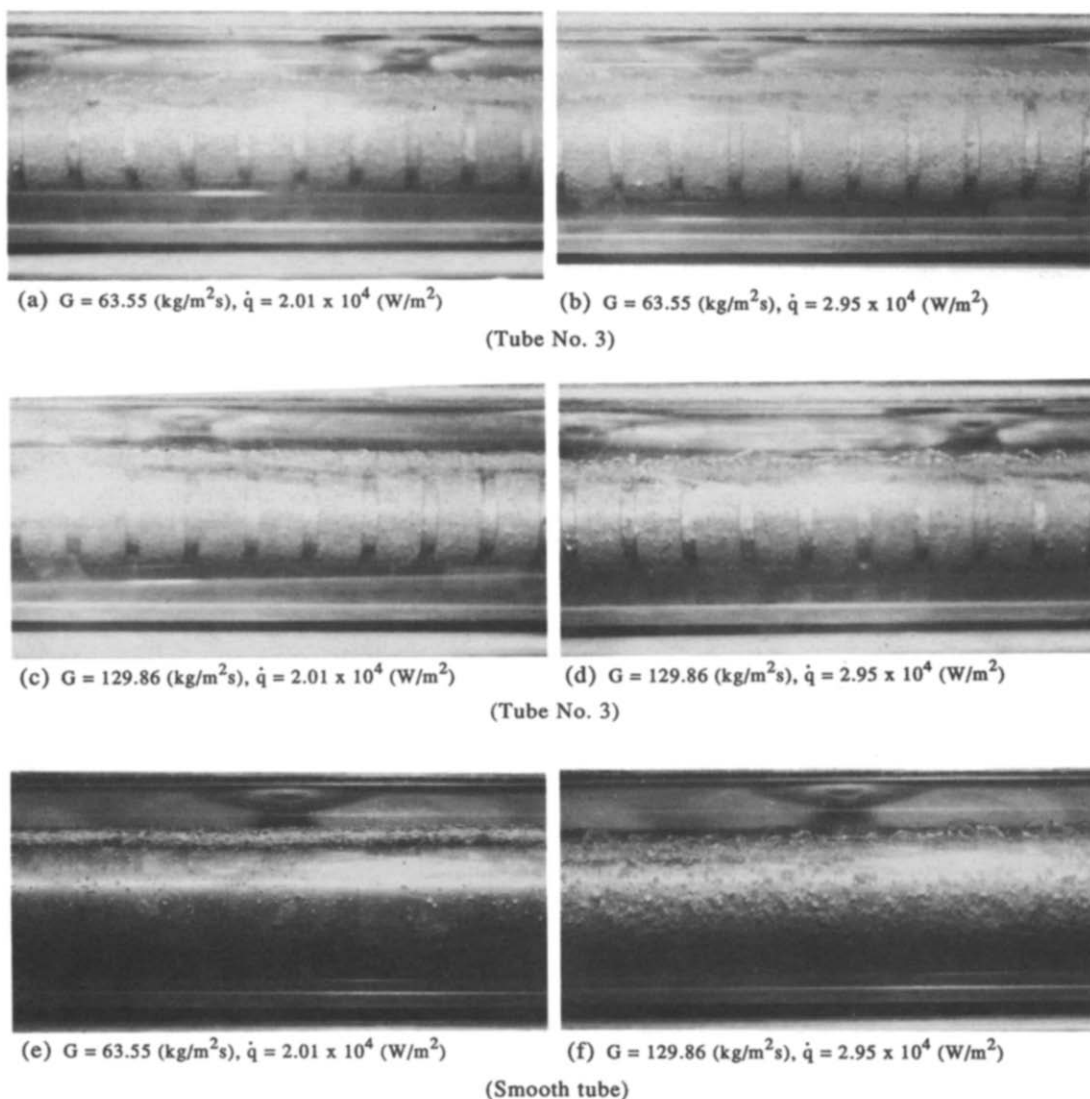 (a) G = 63.55 (kg/m²s), q̇ = 2.01 x 10⁴ (W/m²)
(b) G = 63.55 (kg/m²s), q̇ = 2.95 x 10⁴ (W/m²)
(Tube No. 3)
(c) G = 129.86 (kg/m²s), q̇ = 2.01 x 10⁴ (W/m²)
(d) G = 129.86 (kg/m²s), q̇ = 2.95 x 10⁴ (W/m²)
(Tube No. 3)
(e) G = 63.55 (kg/m²s), q̇ = 2.01 x 10⁴ (W/m²)
(f) G = 129.86 (kg/m²s), q̇ = 2.95 x 10⁴ (W/m²)
(Smooth tube)